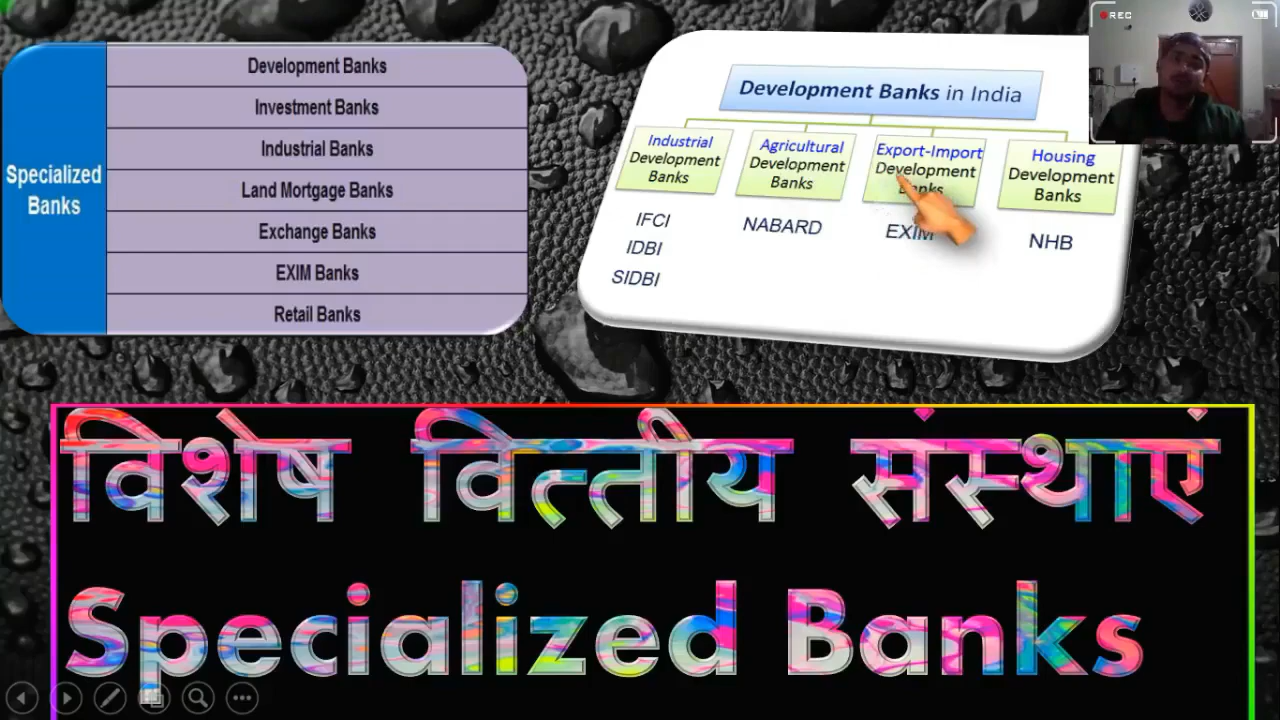 Specialized
Banks
Development Banks
Investment Banks
Industrial Banks
Land Mortgage Banks
Exchange Banks
EXIM Banks
Retail Banks
Development Banks in India
Industrial
Development
Banks
IFCI
IDBI
SIDBI
Agricultural
Development
Banks
NABARD
Export-Import
Development
Banks
EXIM
Housing
Development
Banks
NHB
REC
विशेष वित्तीय संस्थाएं
Specialized Banks